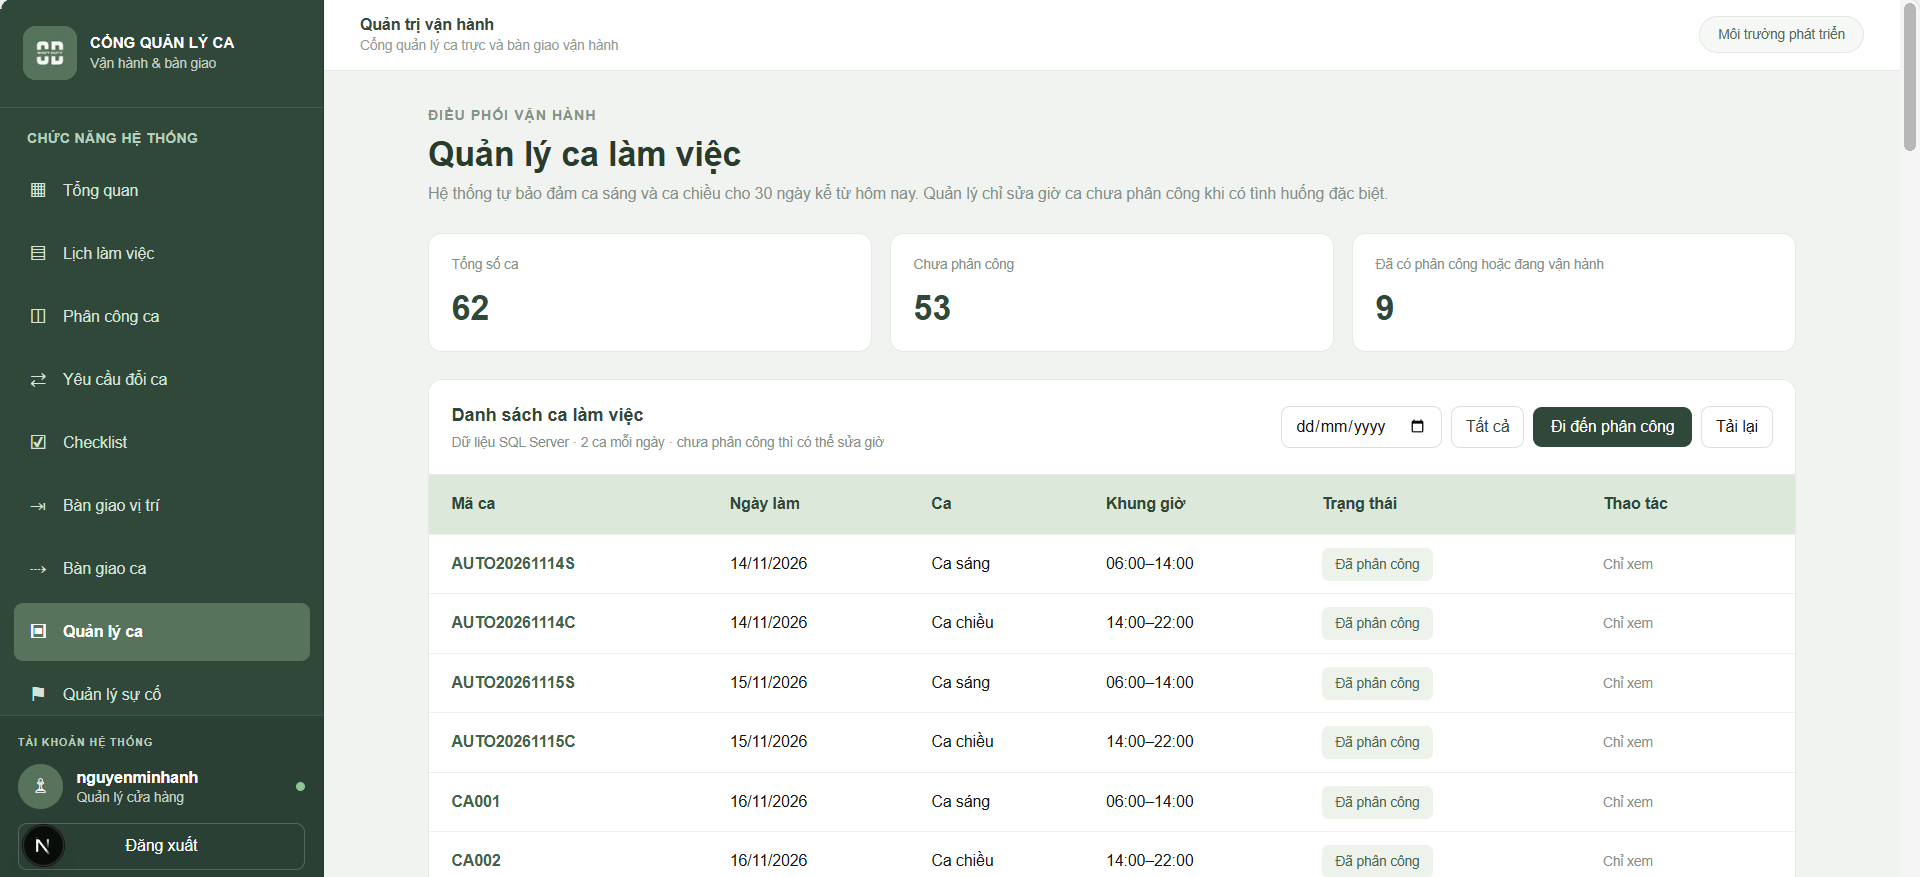 CỔNG QUẢN LÝ CA
Vận hành & bàn giao
CHỨC NĂNG HỆ THỐNG
Tổng quan
Lịch làm việc
Phân công ca
Yêu cầu đổi ca
Checklist
Bàn giao vị trí
Bàn giao ca
Quản lý ca
Quản lý sự cố
TÀI KHOẢN HỆ THỐNG
nguyenminhanh
Quản lý cửa hàng
N
Đăng xuất
Quản trị vận hành
Cổng quản lý ca trực và bàn giao vận hành
Môi trường phát triển
ĐIỀU PHỐI VẬN HÀNH
Quản lý ca làm việc
Hệ thống tự bảo đảm ca sáng và ca chiều cho 30 ngày kể từ hôm nay. Quản lý chỉ sửa giờ ca chưa phân công khi có tình huống đặc biệt.
Tổng số ca
62
Chưa phân công
53
Đã có phân công hoặc đang vận hành
9
Danh sách ca làm việc
Dữ liệu SQL Server · 2 ca mỗi ngày · chưa phân công thì có thể sửa giờ
dd/mm/yyyy
Tất cả
Đi đến phân công
Tải lại
Mã ca Ngày làm Ca Khung giờ Trạng thái Thao tác
AUTO20261114S 14/11/2026 Ca sáng 06:00–14:00 Đã phân công Chỉ xem
AUTO20261114C 14/11/2026 Ca chiều 14:00–22:00 Đã phân công Chỉ xem
AUTO20261115S 15/11/2026 Ca sáng 06:00–14:00 Đã phân công Chỉ xem
AUTO20261115C 15/11/2026 Ca chiều 14:00–22:00 Đã phân công Chỉ xem
CA001 16/11/2026 Ca sáng 06:00–14:00 Đã phân công Chỉ xem
CA002 16/11/2026 Ca chiều 14:00–22:00 Đã phân công Chỉ xem